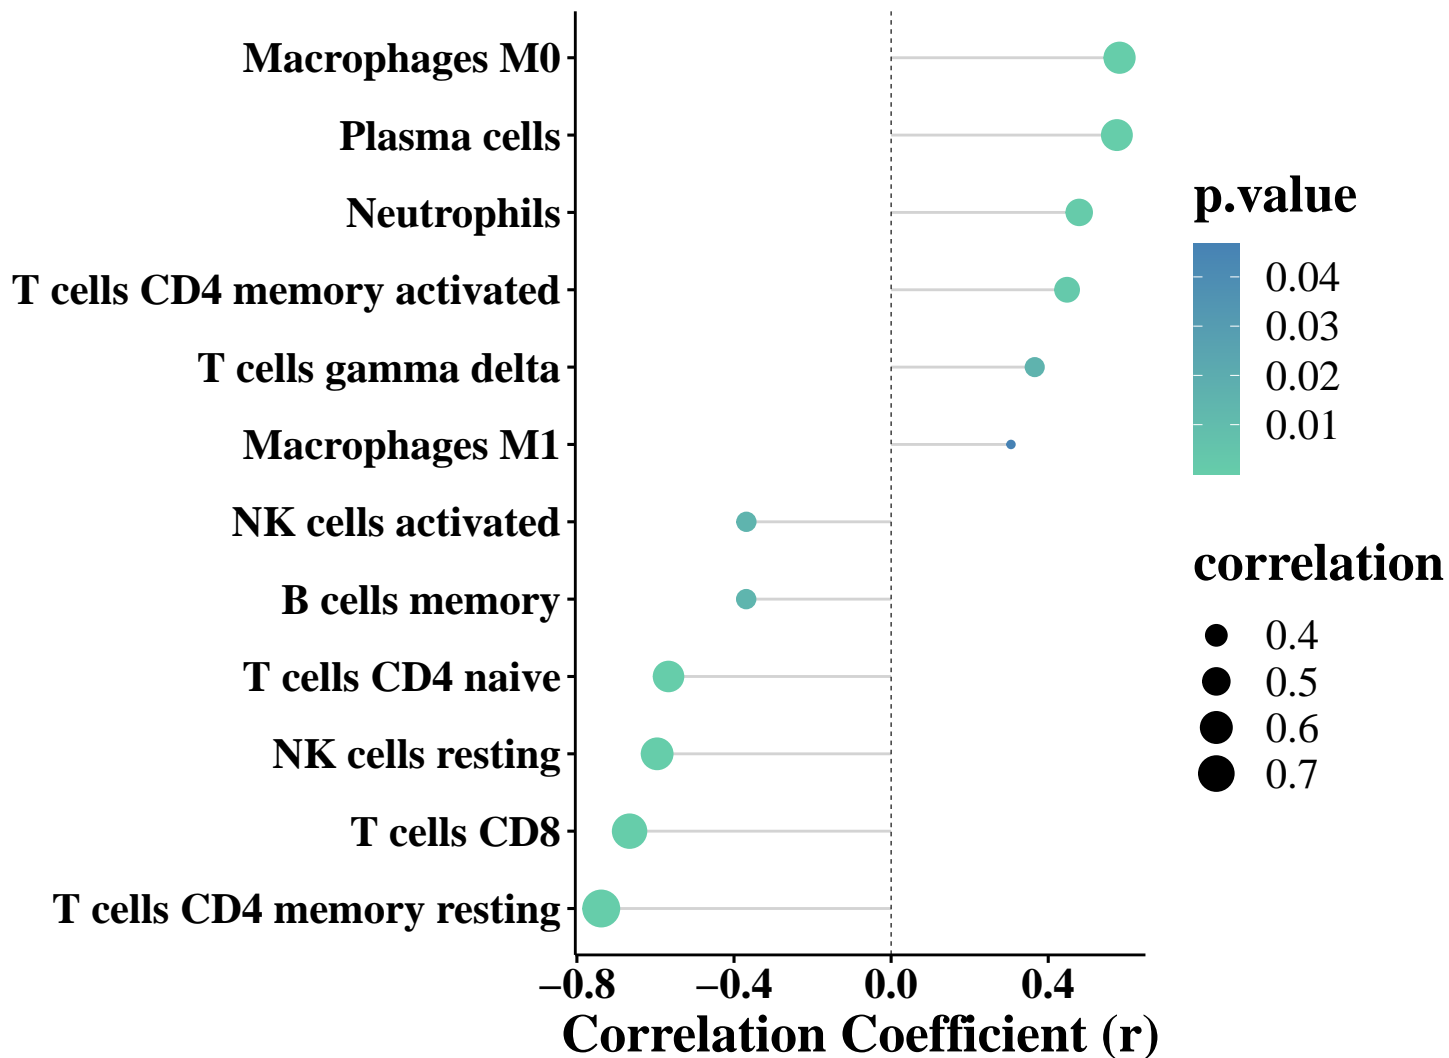 Macrophages M0
Plasma cells
Neutrophils
T cells CD4 memory activated
T cells gamma delta
Macrophages M1
NK cells activated
B cells memory
T cells CD4 naive
NK cells resting
T cells CD8
T cells CD4 memory resting
−0.8 −0.4 0.0 0.4
Correlation Coefficient (r)
p.value
0.04
0.03
0.02
0.01
correlation
0.4
0.5
0.6
0.7